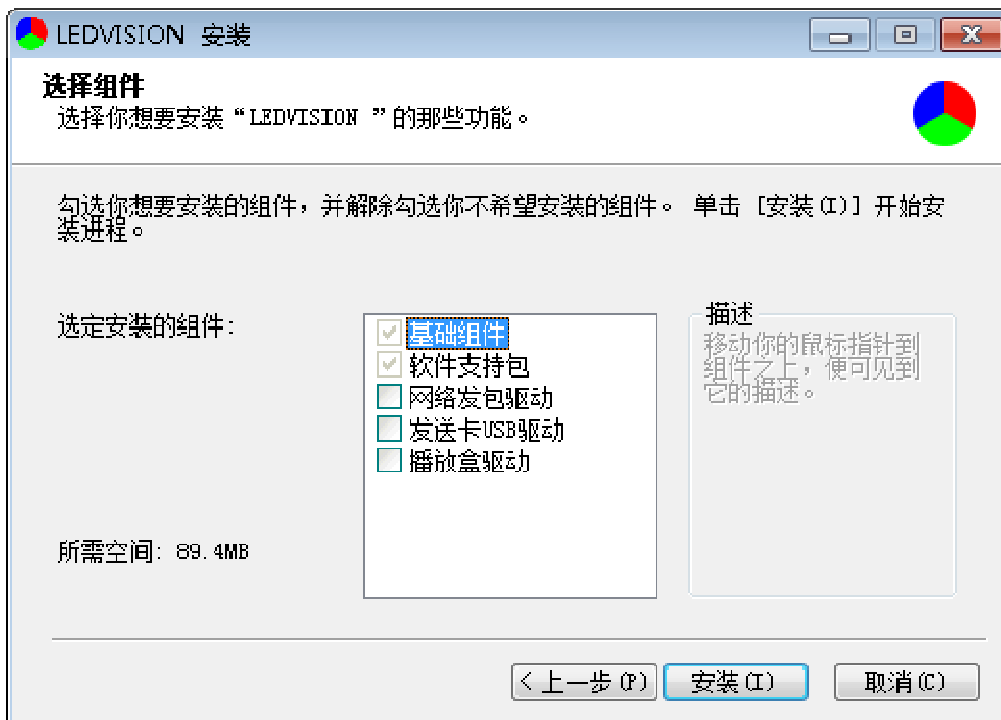 LEDVISION 安装
选择组件
选择你想要安装“LEDVISION ”的那些功能。
勾选你想要安装的组件，并解除勾选你不希望安装的组件。 单击 [安装(I)] 开始安
装进程。
选定安装的组件:
基础组件
软件支持包
网络发包驱动
发送卡USB驱动
播放盒驱动
描述
移动你的鼠标指针到
组件之上，便可见到
它的描述。
所需空间: 89.4MB
< 上一步(P)
安装(I)
取消(C)